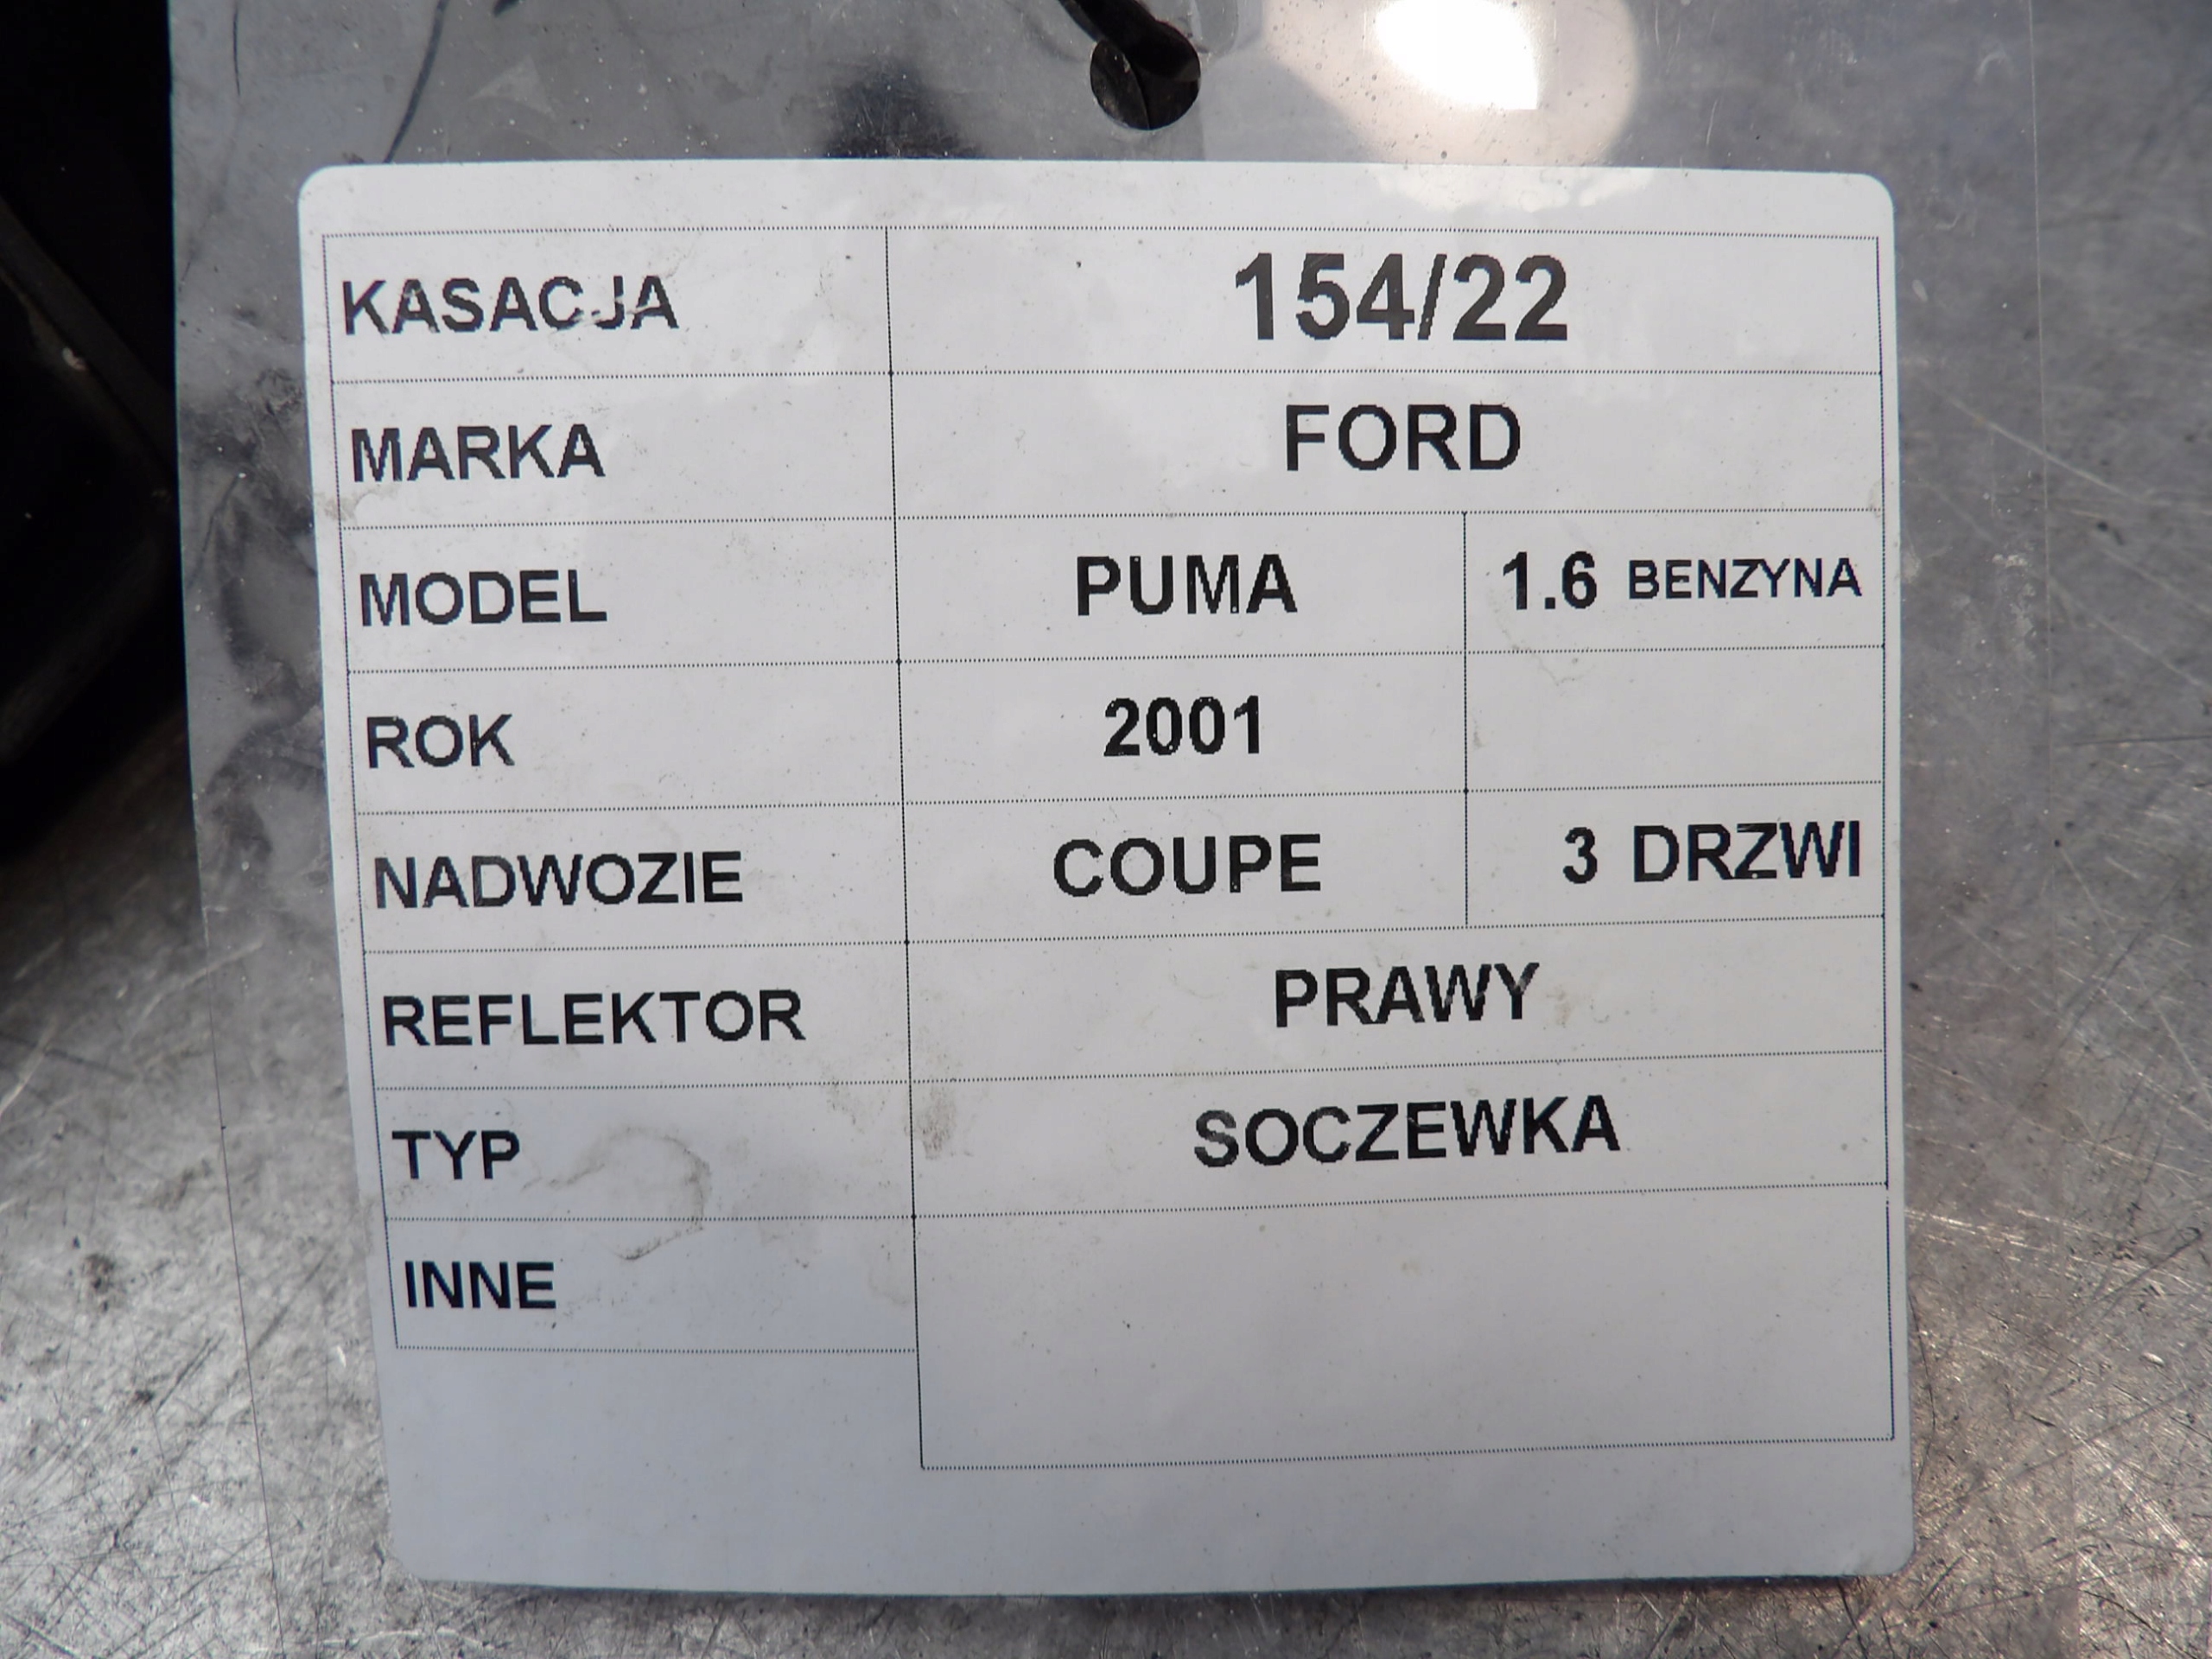 KASACJA 154/22
MARKA FORD
MODEL PUMA 1.6 BENZYNA
ROK 2001
NADWOZIE COUPE 3 DRZWI
REFLEKTOR PRAWY
TYP SOCZEWKA
INNE